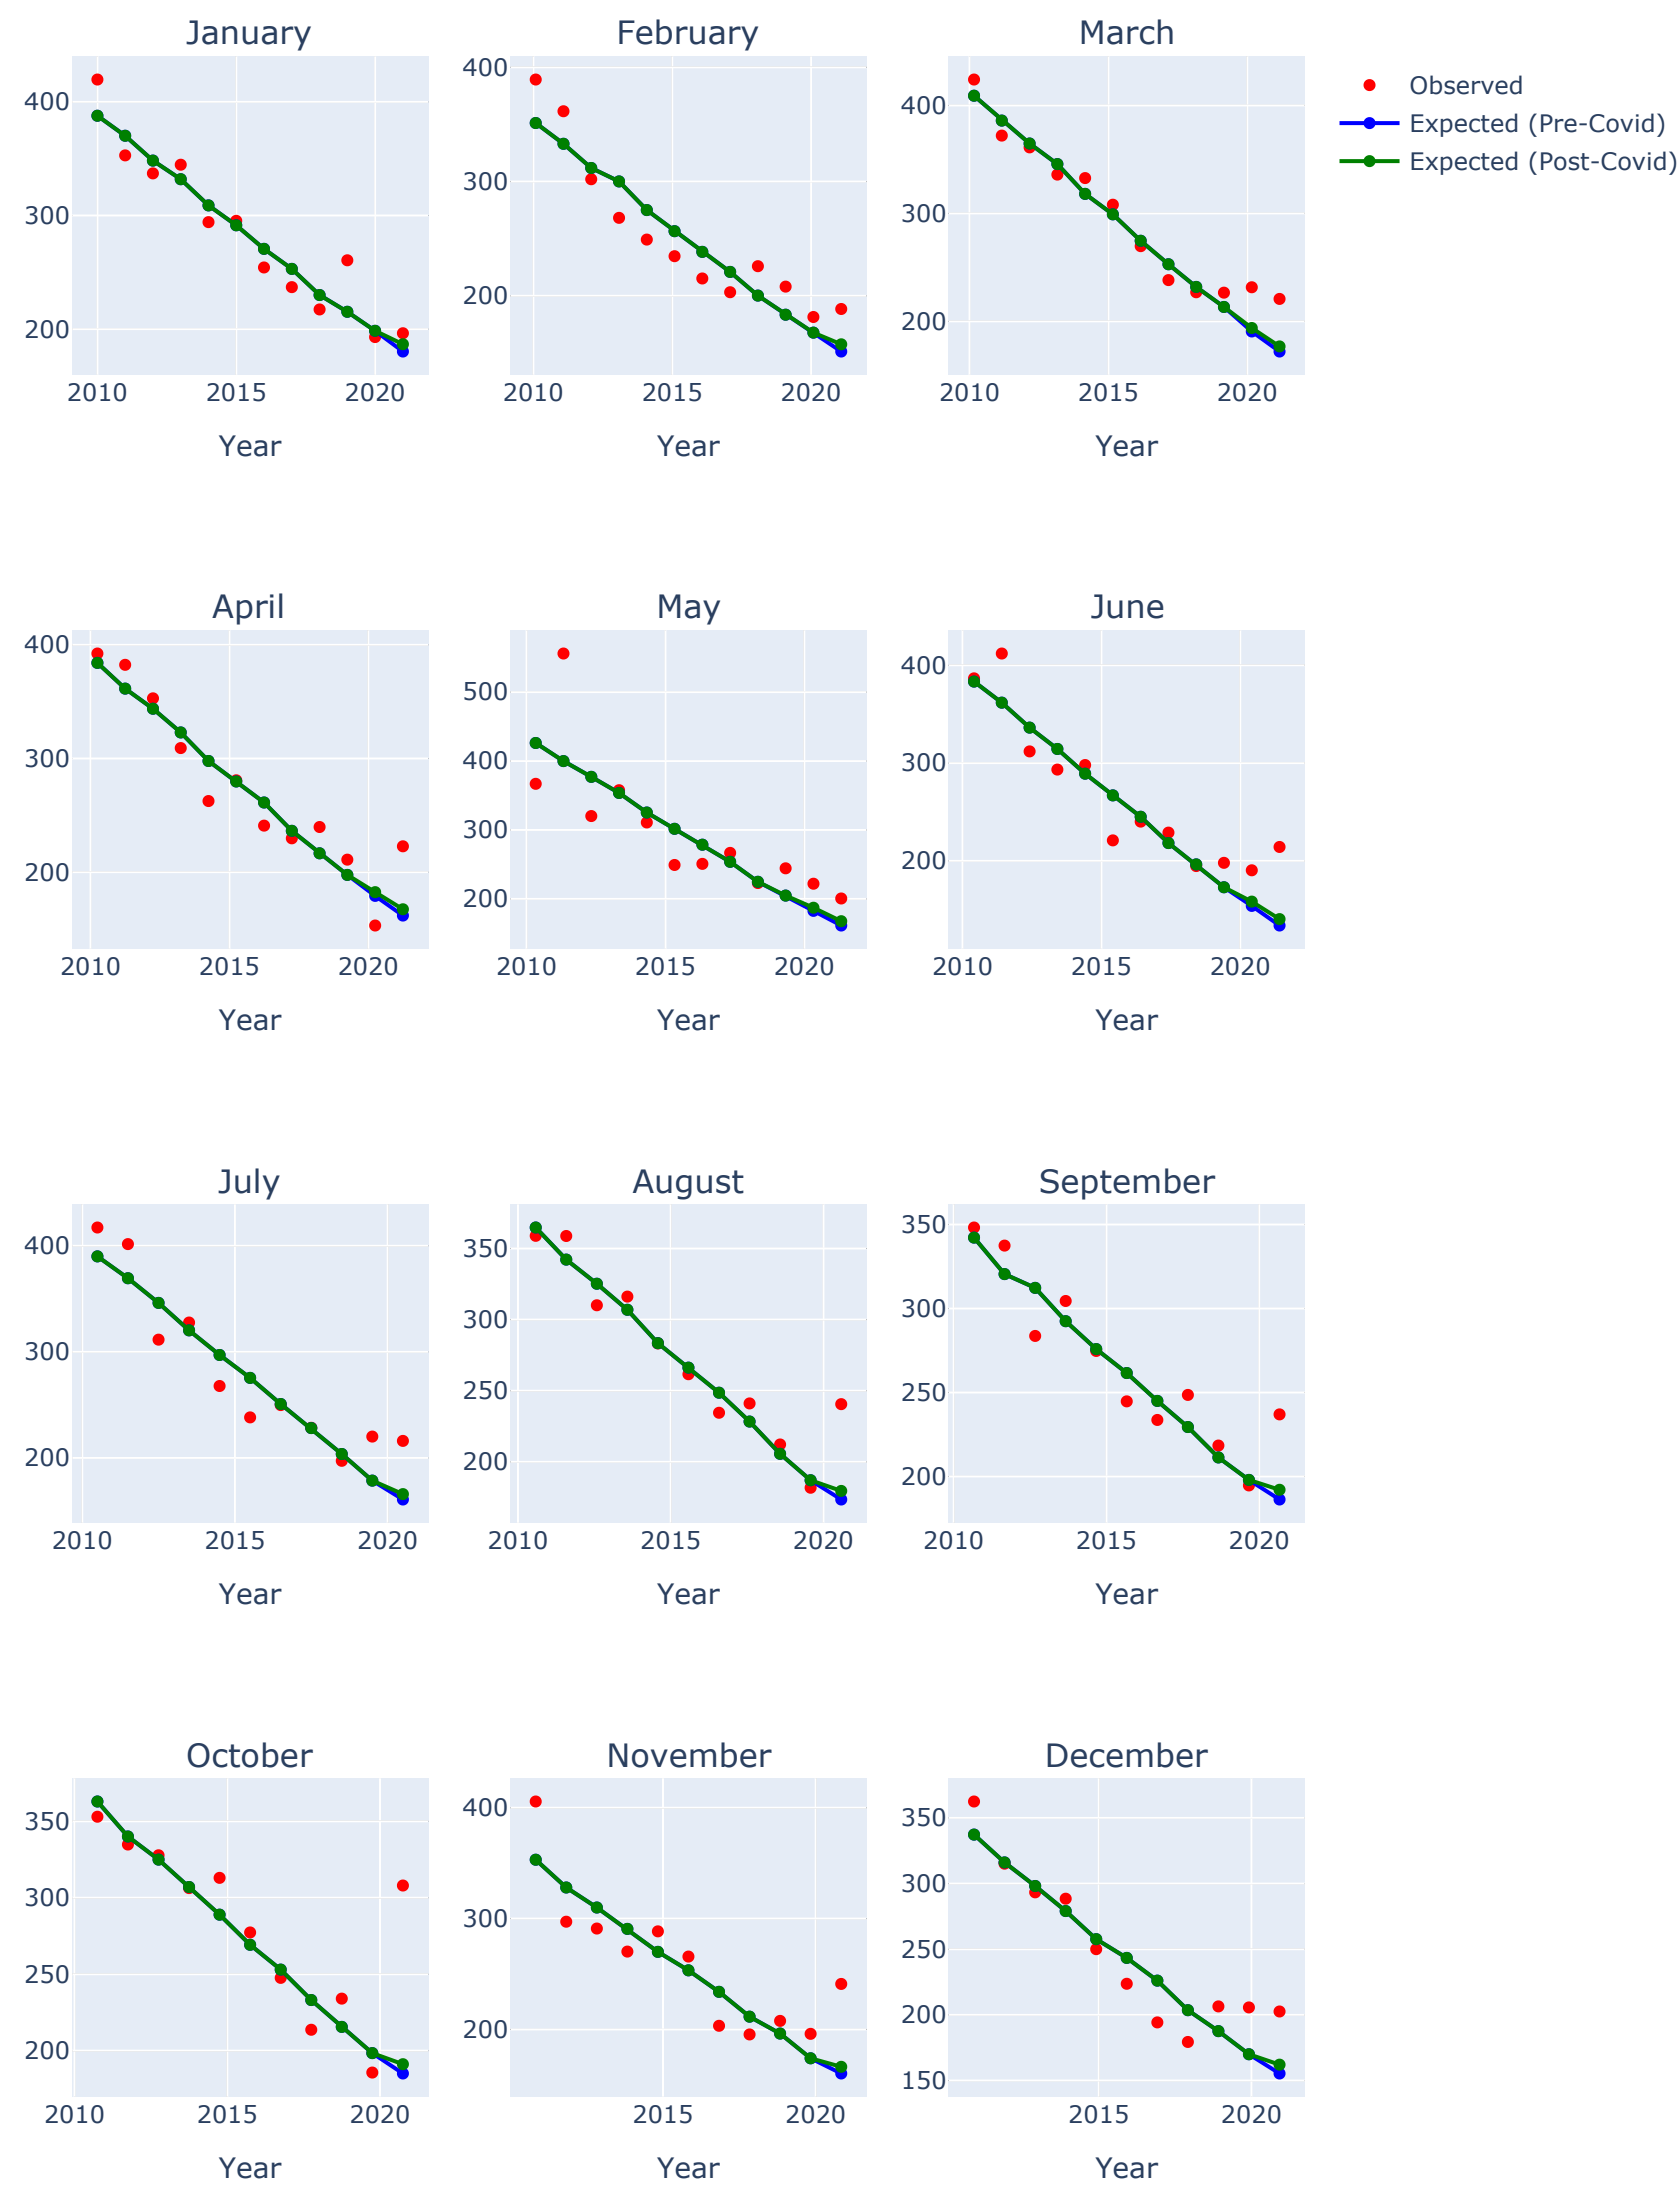 January
February
March
400
300
200
2010
2015
2020
Year
400
300
200
2010
2015
2020
Year
400
300
200
2010
2015
2020
Year
Observed
Expected (Pre-Covid)
Expected (Post-Covid)
April
May
June
400
300
200
2010
2015
2020
Year
500
400
300
200
2010
2015
2020
Year
400
300
200
2010
2015
2020
Year
July
August
September
400
300
200
2010
2015
2020
Year
350
300
250
200
2010
2015
2020
Year
350
300
250
200
2010
2015
2020
Year
October
November
December
350
300
250
200
2010
2015
2020
Year
400
300
200
2015
2020
Year
350
300
250
200
150
2015
2020
Year